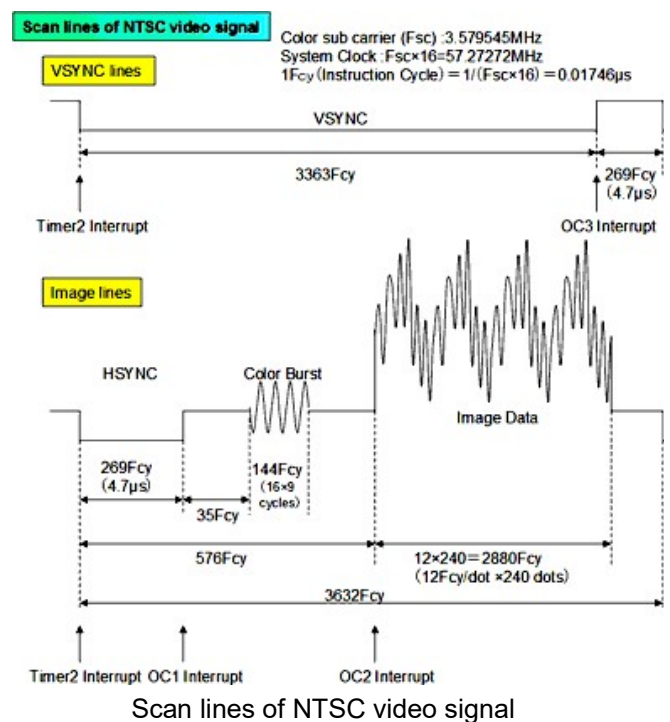 Scan lines of NTSC video signal
Color sub carrier (Fsc) :3.579545MHz
System Clock :Fsc×16=57.27272MHz
1Fcy (Instruction Cycle) = 1/(Fsc×16) = 0.01746μs
VSYNC lines
VSYNC
3363Fcy
269Fcy
(4.7μs)
Timer2 Interrupt
OC3 Interrupt
Image lines
HSYNC
Color Burst
Image Data
269Fcy
(4.7μs)
144Fcy
(16×9
cycles)
35Fcy
576Fcy
12×240=2880Fcy
(12Fcy/dot ×240 dots)
3632Fcy
Timer2 Interrupt
OC1 Interrupt
OC2 Interrupt
Scan lines of NTSC video signal